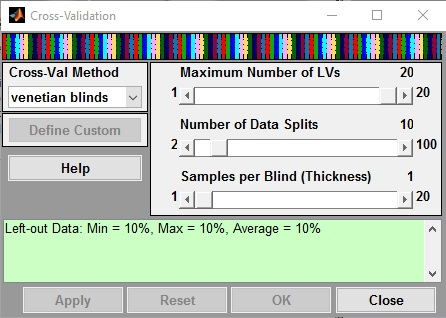 Cross-Validation
Cross-Val Method
venetian blinds
Define Custom
Help
Maximum Number of LVs 20
1 20
Number of Data Splits 10
2 100
Samples per Blind (Thickness) 1
1 20
Left-out Data: Min = 10%, Max = 10%, Average = 10%
Apply Reset OK Close